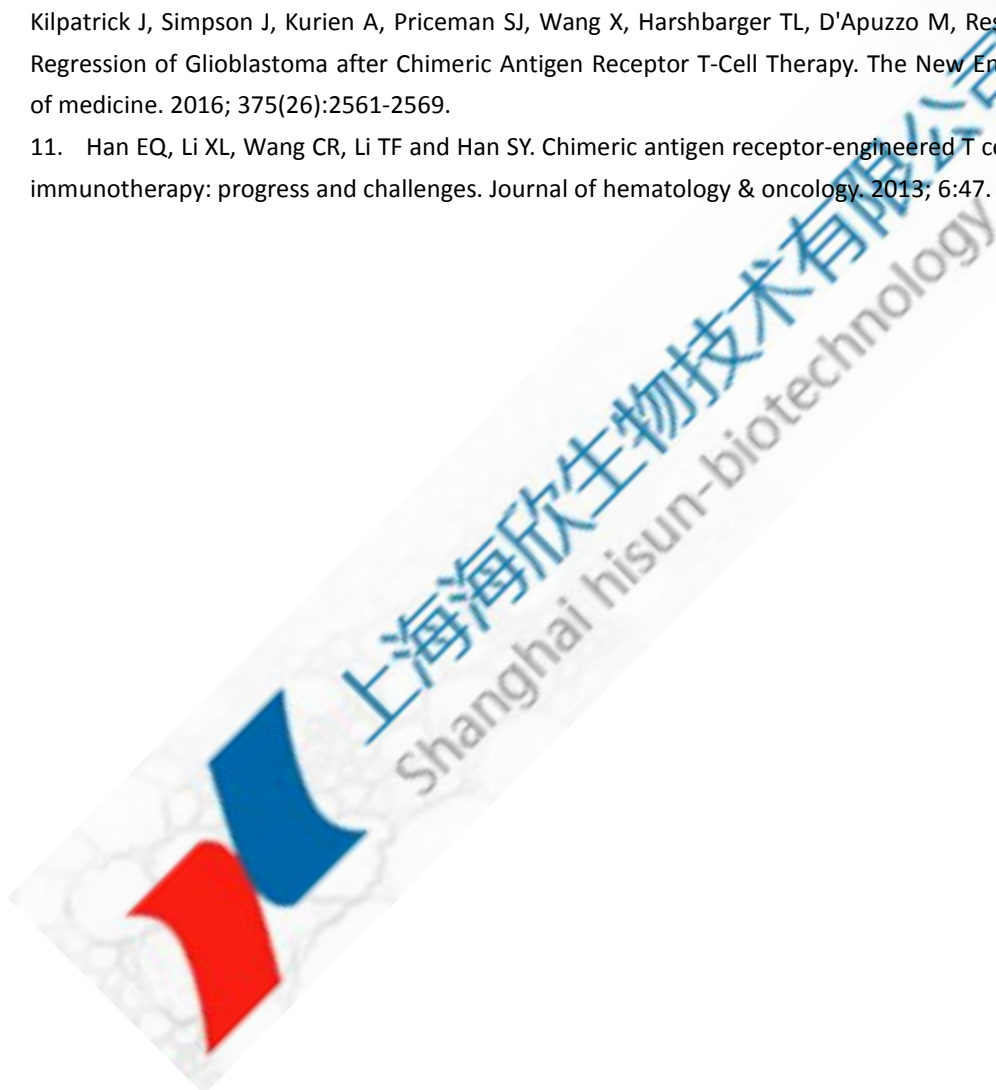 Kilpatrick J, Simpson J, Kurien A, Priceman SJ, Wang X, Harshbarger TL, D'Apuzzo M,
Regression of Glioblastoma after Chimeric Antigen Receptor T-Cell Therapy. The New
of medicine. 2016; 375(26):2561-2569.
11. Han EQ, Li XL, Wang CR, Li TF and Han SY. Chimeric antigen receptor-engineered T
immunotherapy: progress and challenges. Journal of hematology & oncology. 2013; 6:47.
上海海欣生物技术有限公司
Shanghai hisun-biotechnology